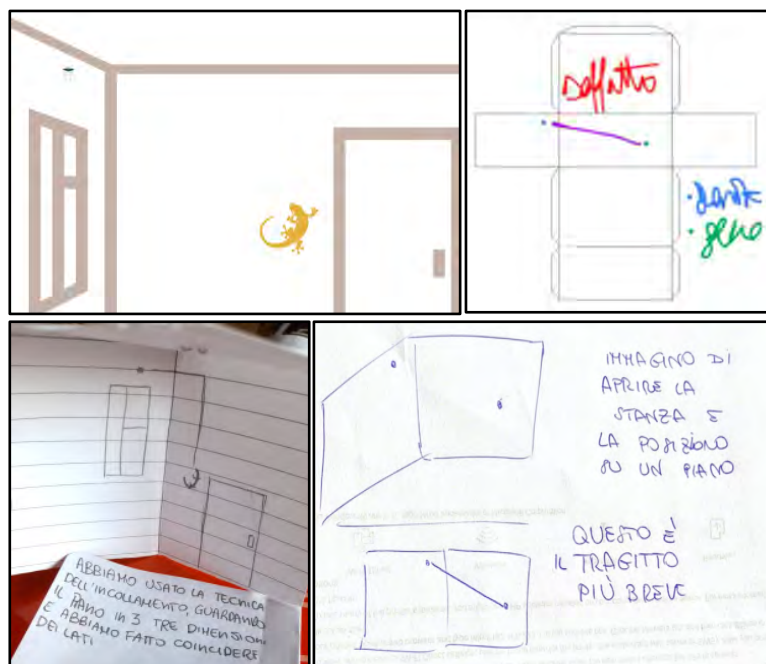 Soffitto
geco
ABBIAMO USATO LA TECNICA
DELL'INCOLLAMENTO, GUARDANDO
IL PIANO IN 3 TRE DIMENSIONI
E ABBIAMO FATTO COINCIDERE
DEI LATI
IMMAGINO DI
APRIRE LA
STANZA E
LA POSIZIONO
SU UN PIANO
QUESTO È
IL TRAGITTO
PIÙ BREVE